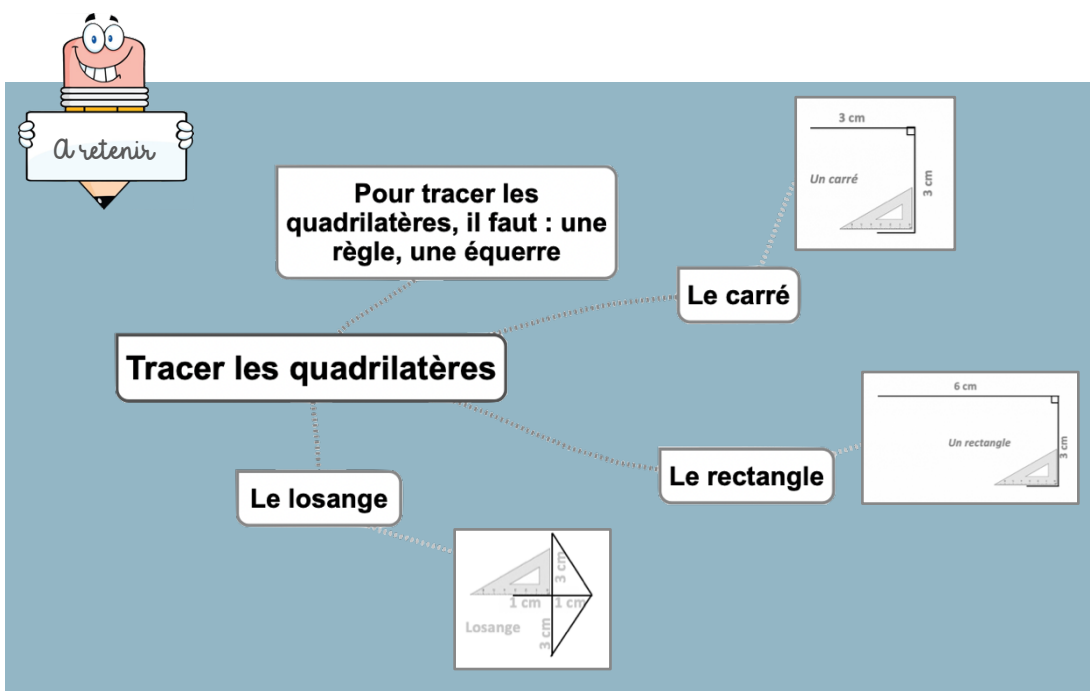 A retenir
Pour tracer les
quadrilatères, il faut : une
règle, une équerre
3 cm
Un carré
3 cm
Le carré
Tracer les quadrilatères
6 cm
Un rectangle
3 cm
Le rectangle
Le losange
3 cm
1 cm
1 cm
Losange
3 cm